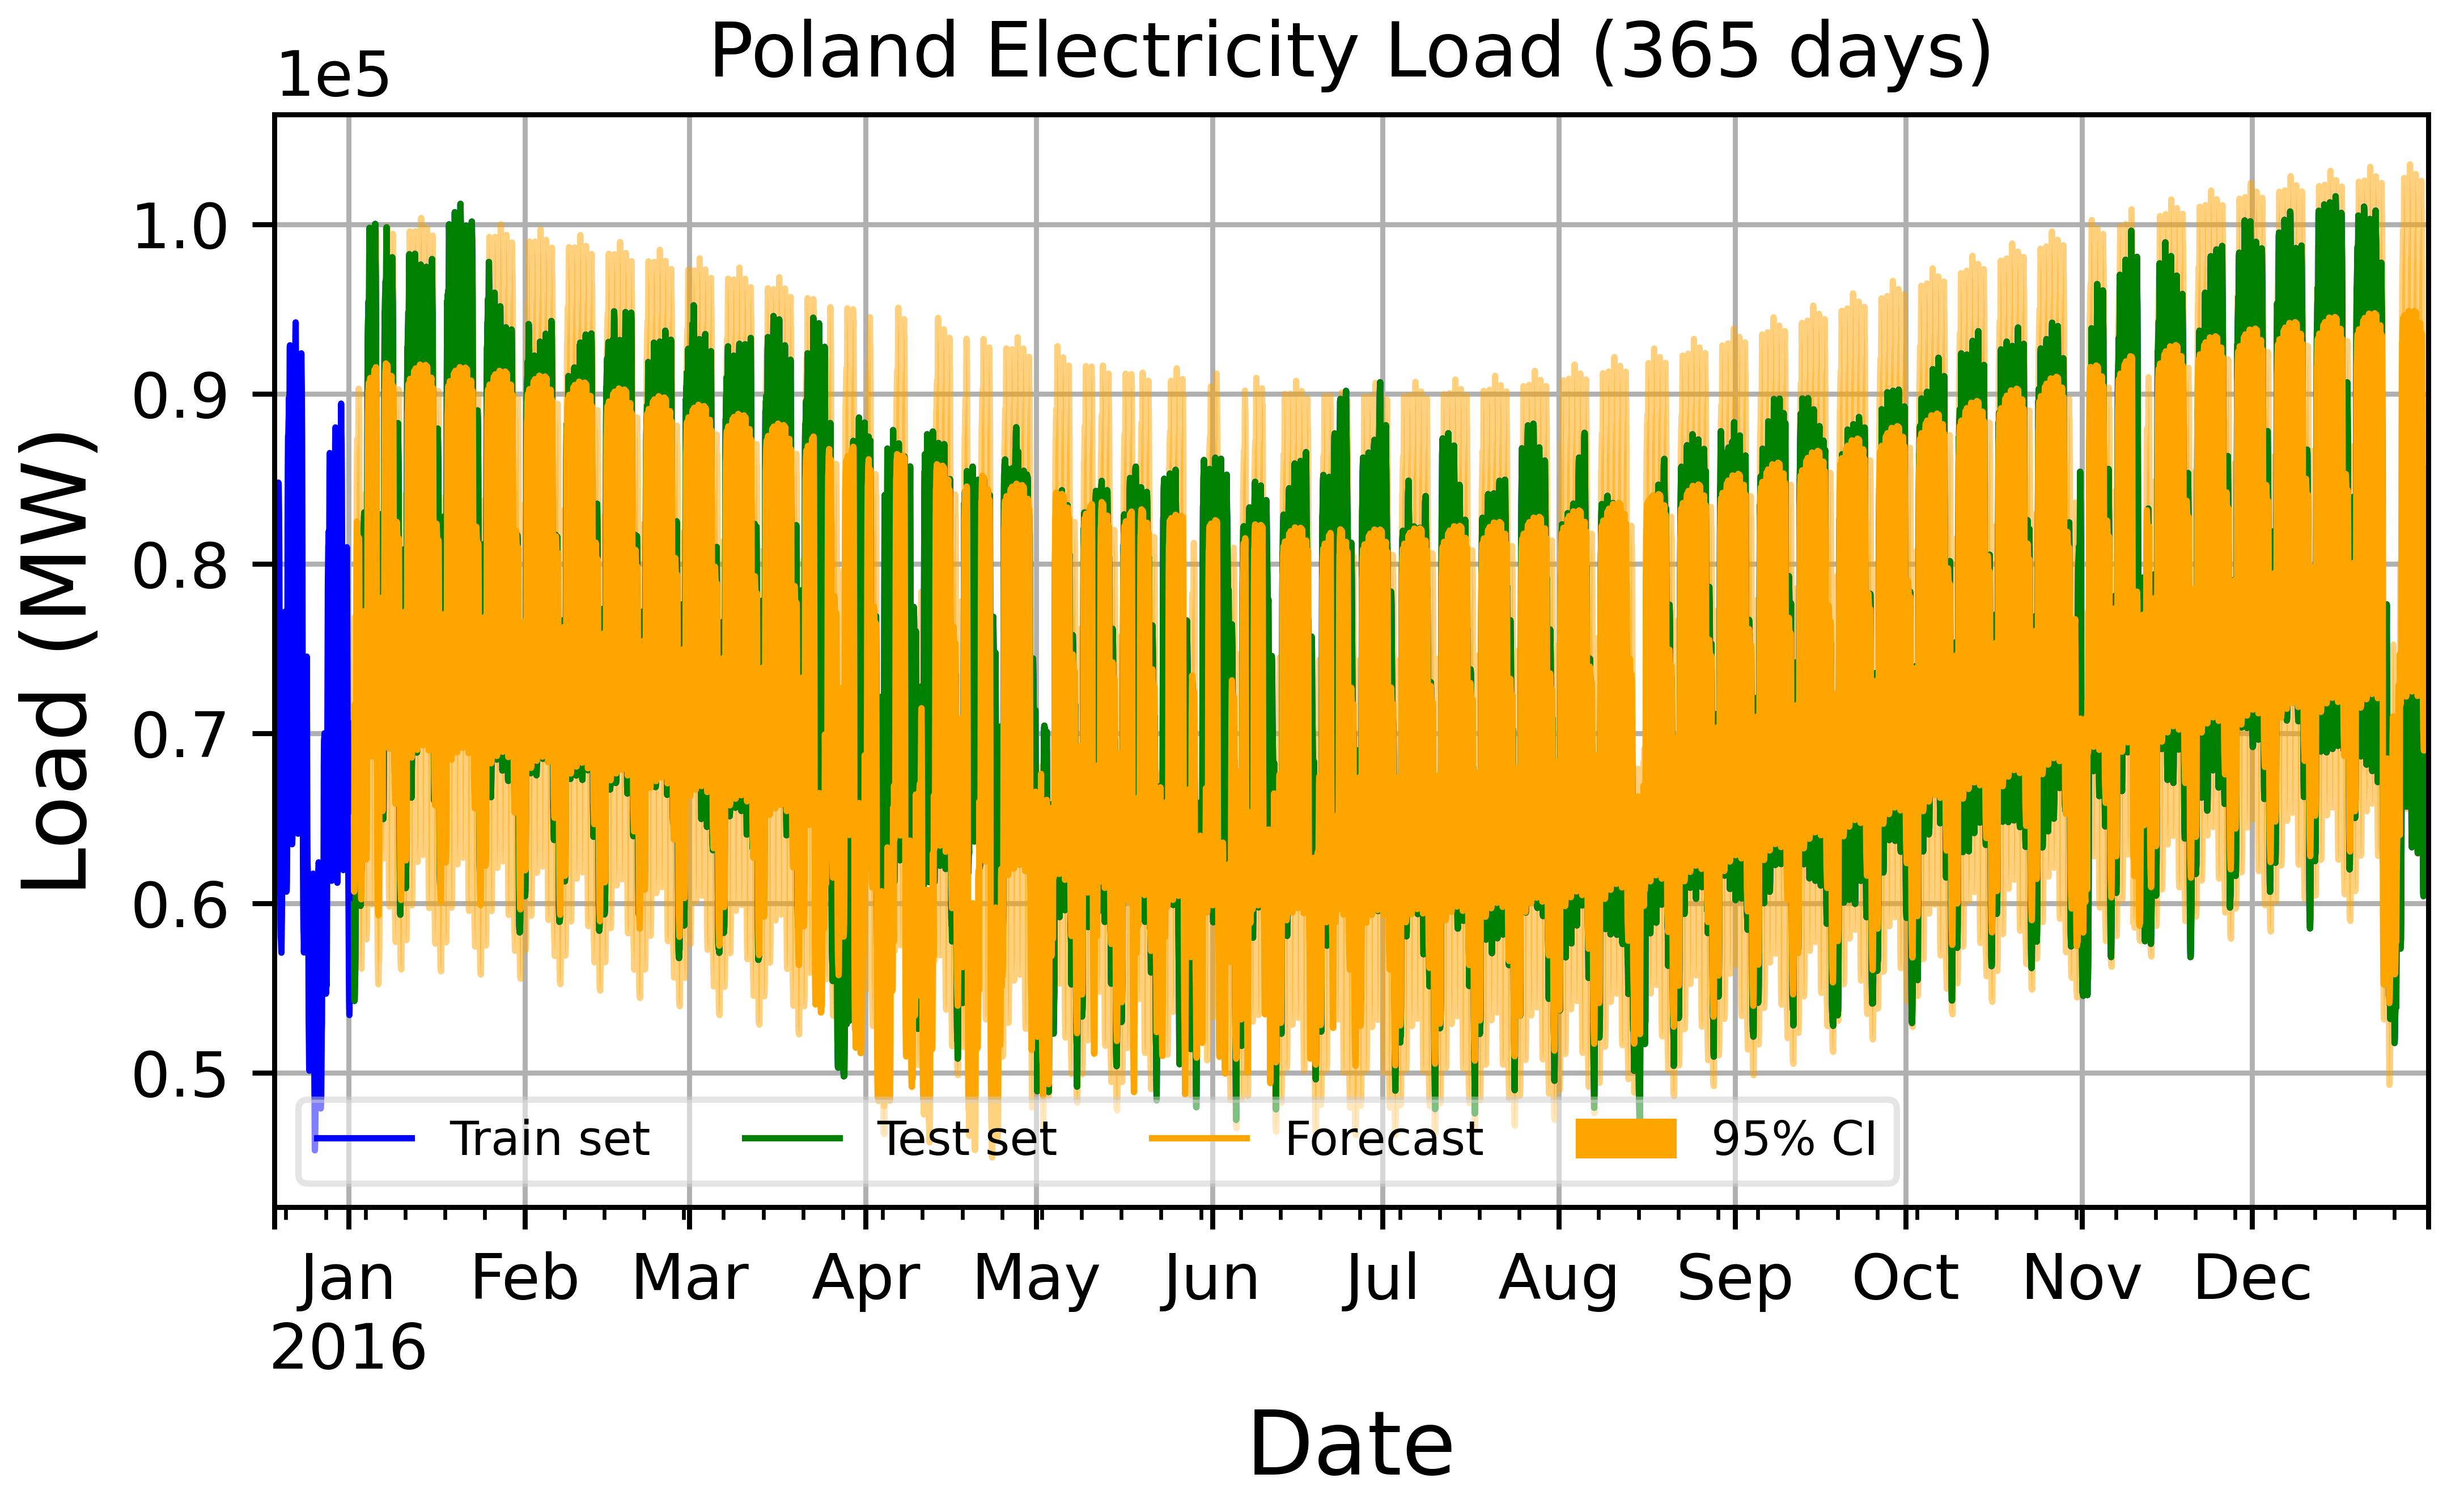 Poland Electricity Load (365 days)
1e5
1.0
0.9
0.8
0.7
0.6
0.5
Load (MW)
Train set
Test set
Forecast
95% CI
Jan Feb Mar Apr May Jun Jul Aug Sep Oct Nov Dec
2016
Date